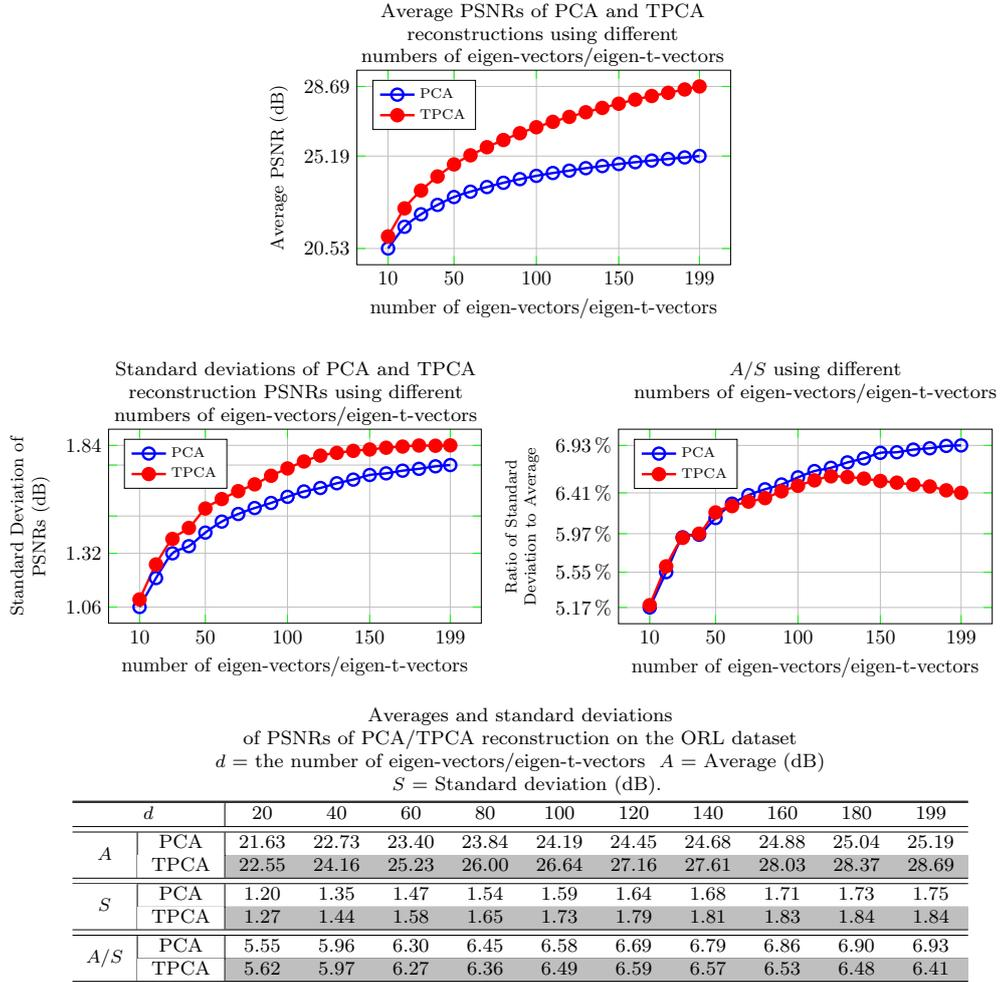 Average PSNRs of PCA and TPCA
reconstructions using different
numbers of eigen-vectors/eigen-t-vectors
Average PSNR (dB)
28.69
25.19
20.53
PCA
TPCA
10 50 100 150 199
number of eigen-vectors/eigen-t-vectors
Standard deviations of PCA and TPCA
reconstruction PSNRs using different
numbers of eigen-vectors/eigen-t-vectors
Standard Deviation of
PSNRs (dB)
1.84
1.32
1.06
PCA
TPCA
10 50 100 150 199
number of eigen-vectors/eigen-t-vectors
A/S using different
numbers of eigen-vectors/eigen-t-vectors
Ratio of Standard
Deviation to Average
6.93 %
6.41 %
5.97 %
5.55 %
5.17 %
PCA
TPCA
10 50 100 150 199
number of eigen-vectors/eigen-t-vectors
Averages and standard deviations
of PSNRs of PCA/TPCA reconstruction on the ORL dataset
d = the number of eigen-vectors/eigen-t-vectors A = Average (dB)
S = Standard deviation (dB).
d 20 40 60 80 100 120 140 160 180 199
A
PCA 21.63 22.73 23.40 23.84 24.19 24.45 24.68 24.88 25.04 25.19
TPCA 22.55 24.16 25.23 26.00 26.64 27.16 27.61 28.03 28.37 28.69
S
PCA 1.20 1.35 1.47 1.54 1.59 1.64 1.68 1.71 1.73 1.75
TPCA 1.27 1.44 1.58 1.65 1.73 1.79 1.81 1.83 1.84 1.84
A/S
PCA 5.55 5.96 6.30 6.45 6.58 6.69 6.79 6.86 6.90 6.93
TPCA 5.62 5.97 6.27 6.36 6.49 6.59 6.57 6.53 6.48 6.41